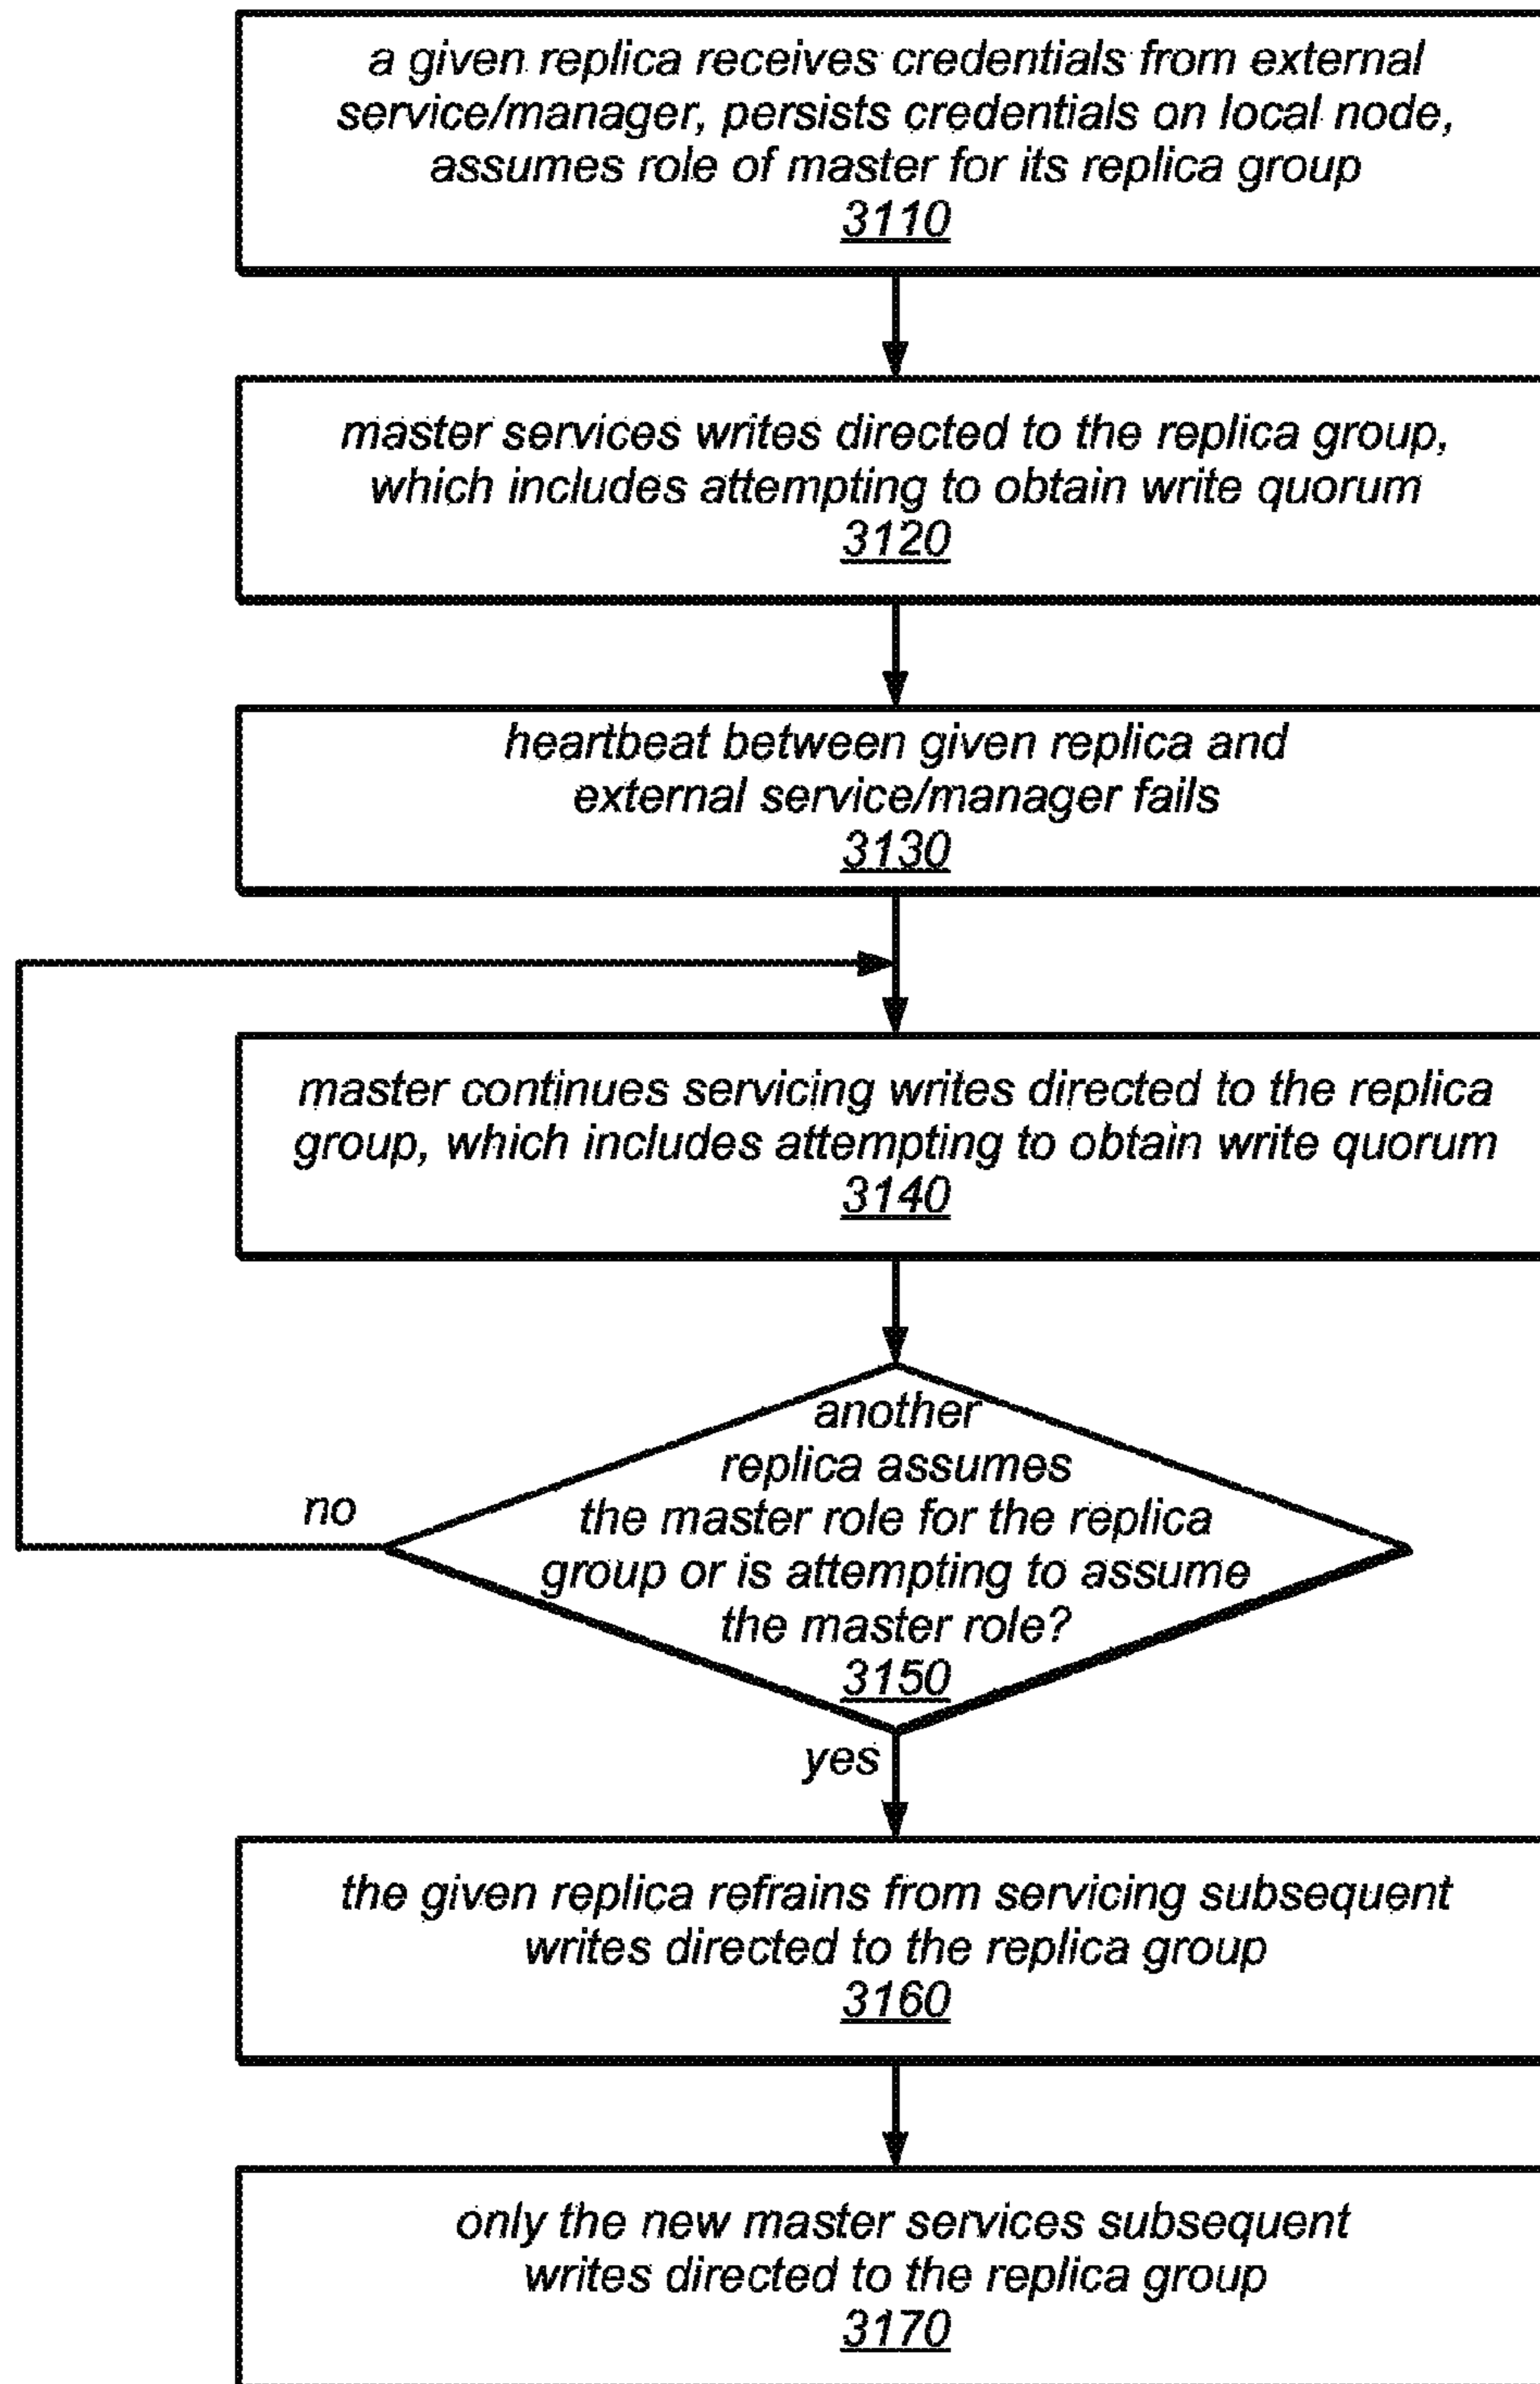 a given replica receives credentials from external
service/manager, persists credentials on local node,
assumes role of master for its replica group
3110
master services writes directed to the replica group,
which includes attempting to obtain write quorum
3120
heartbeat between given replica and
external service/manager fails
3130
master continues servicing writes directed to the replica
group, which includes attempting to obtain write quorum
3140
another
replica assumes
the master role for the replica
group or is attempting to assume
the master role?
3150
no
yes
the given replica refrains from servicing subsequent
writes directed to the replica group
3160
only the new master services subsequent
writes directed to the replica group
3170